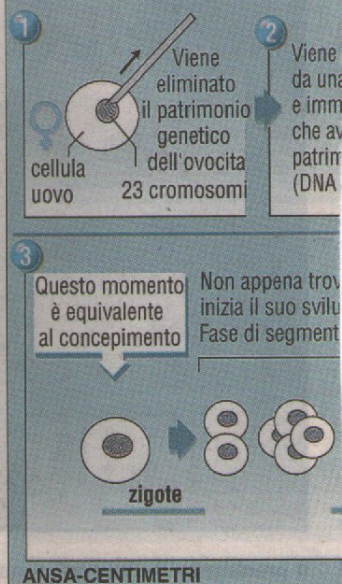 1
Viene
eliminato
il patrimonio
genetico
dell'ovocita
23 cromosomi
cellula
uovo
2
Viene
da una
e imm
che av
patrim
(DNA
3
Questo momento
è equivalente
al concepimento
Non appena trov
inizia il suo svilu
Fase di segment
zigote
ANSA-CENTIMETRI